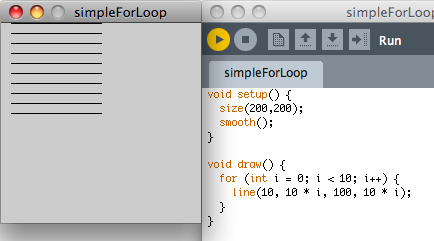 simpleForLoop
simpleForLoop
Run
simpleForLoop
void setup() {
  size(200,200);
  smooth();
}

void draw() {
  for (int i = 0; i < 10; i++) {
    line(10, 10 * i, 100, 10 * i);
  }
}